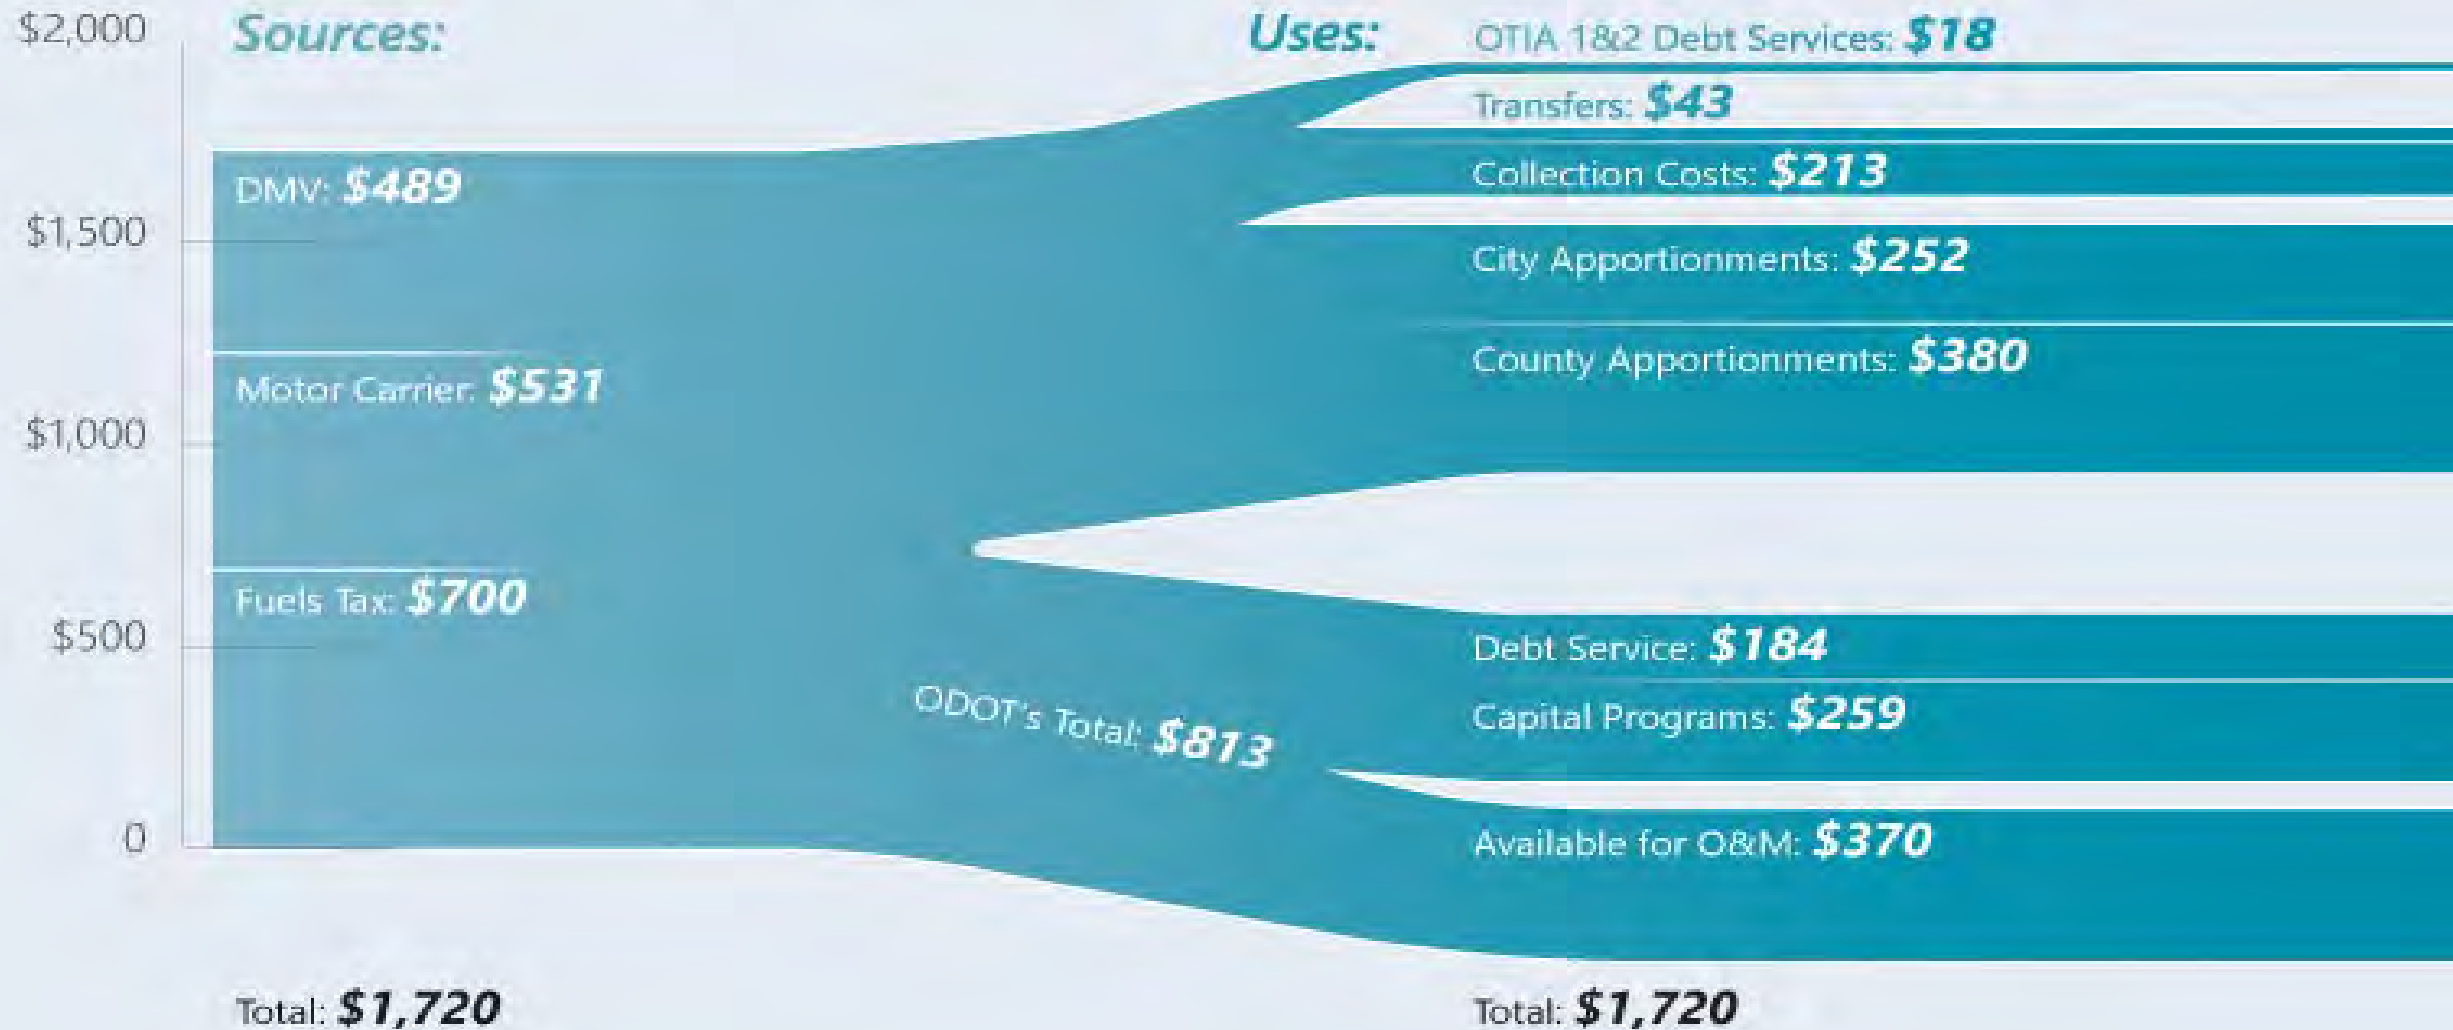 $2,000
$1,500
$1,000
$500
0
Sources:
DMV: $489
Motor Carrier: $531
Fuels Tax: $700
Total: $1,720
ODOT's Total: $813
Uses:
OTIA 1&2 Debt Services: $18
Transfers: $43
Collection Costs: $213
City Apportionments: $252
County Apportionments: $380
Debt Service: $184
Capital Programs: $259
Available for O&M: $370
Total: $1,720